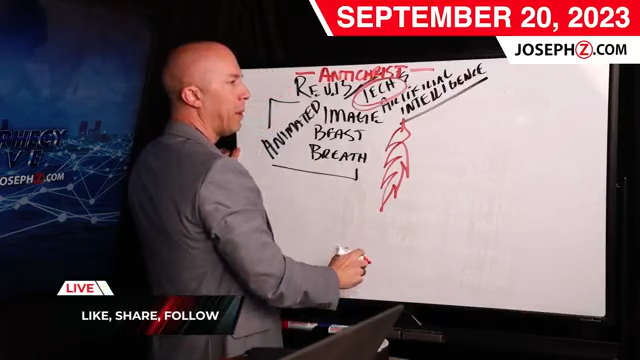 SEPTEMBER 20, 2023
JOSEPHZ.COM
ANTICHRIST
REV.13/TECH
ARTIFICIAL
INTELLIGENCE
ANIMATED
IMAGE
BEAST
BREATH
JOSEPHZ.COM
LIVE
LIKE, SHARE, FOLLOW